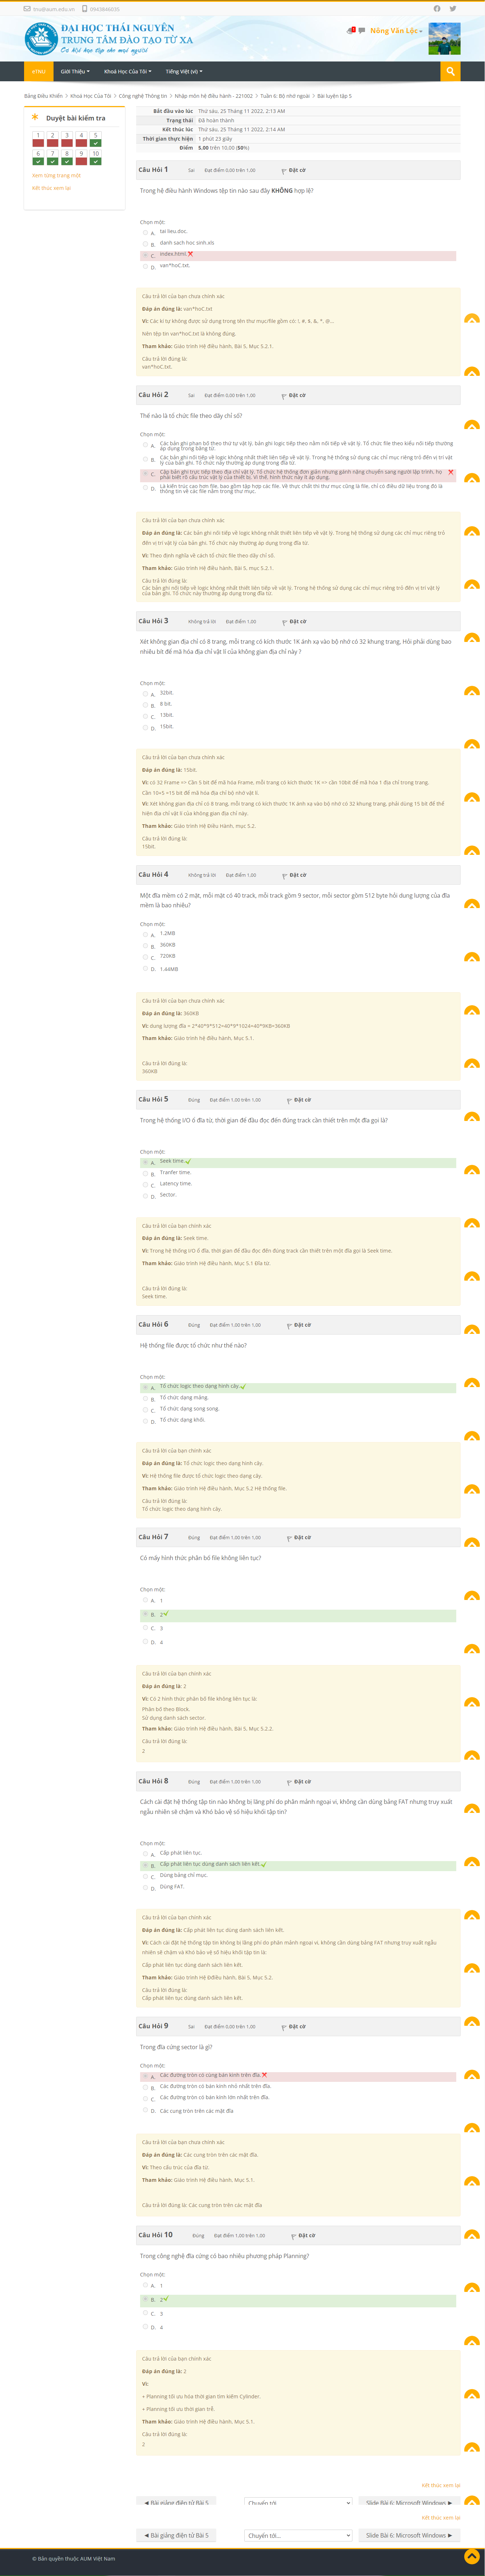 tnu@aum.edu.vn 0963846036
ĐẠI HỌC THÁI NGUYÊN
TRUNG TÂM ĐÀO TẠO TỪ XA
Nông Văn Lộc
eTNU Giới Thiệu Khoá Học Của Tôi Tiếng Việt (vi)
Bảng Điều khiển > Khoá Học Của Tôi > Công nghệ Thông tin > Nhập môn hệ điều hành - 221002 > Tuần 6: Bộ nhớ ngoài > Bài luyện tập 5
Duyệt bài kiểm tra
1 2 3 4 5
6 7 8 9 10
Xem từng trang một
Kết thúc xem lại
Bắt đầu vào lúc Thứ sáu, 25 Tháng 11 2022, 2:13 AM
Trạng thái Đã hoàn thành
Kết thúc lúc Thứ sáu, 25 Tháng 11 2022, 2:14 AM
Thời gian thực hiện 1 phút 23 giây
Điểm 5,00 trên 10,00 (50%)
Câu Hỏi 1 Sai Đạt điểm 0,00 trên 1,00 Đặt cờ
Trong hệ điều hành Windows tệp tin nào sau đây KHÔNG hợp lệ?
Chọn một:
A. tai.lieu.doc.
B. danh sach hoc sinh.xls
C. index.html.
D. van*hoC.txt.
Câu trả lời của bạn chưa chính xác
Đáp án đúng là: van*hoC.txt
Vì: Các kí tự không được sử dụng trong tên thư mục/file gồm có: !, #, $, &, *, @...
Nên tệp tin van*hoC.txt là không đúng.
Tham khảo: Giáo trình Hệ điều hành, Bài 5, Mục 5.2.1.
Câu trả lời đúng là:
van*hoC.txt.
Câu Hỏi 2 Sai Đạt điểm 0,00 trên 1,00 Đặt cờ
Thế nào là tổ chức file theo dãy chỉ số?
Chọn một:
A. Các bản ghi phan bố theo thứ tự vật lý, bản ghi logic tiếp theo nằm nối tiếp về vật lý. Tổ chức file theo kiểu nối tiếp thường
áp dụng trong băng từ.
B. Các bản ghi nối tiếp về logic không nhất thiết liên tiếp về vật lý. Trong hệ thống sử dụng các chỉ mục riêng trỏ đến vị trí vật
lý của bản ghi. Tổ chức này thường áp dụng trong đĩa từ.
C. Cấp bản ghi trực tiếp theo địa chỉ vật lý. Tổ chức hệ thống đơn giản nhưng gánh nặng chuyển sang người lập trình, họ
phải biết rõ cấu trúc vật lý của thiết bị. Vì thế, hình thức này ít áp dụng.
D. Là kiến trúc cao hơn file, bao gồm tập hợp các file. Về thực chất thì thư mục cũng là file, chỉ có điều dữ liệu trong đó là
thông tin về các file nằm trong thư mục.
Câu trả lời của bạn chưa chính xác
Đáp án đúng là: Các bản ghi nối tiếp về logic không nhất thiết liên tiếp về vật lý. Trong hệ thống sử dụng các chỉ mục riêng trỏ
đến vị trí vật lý của bản ghi. Tổ chức này thường áp dụng trong đĩa từ.
Vì: Theo định nghĩa về cách tổ chức file theo dãy chỉ số.
Tham khảo: Giáo trình Hệ điều hành, Bài 5, mục 5.2.1.
Câu trả lời đúng là:
Các bản ghi nối tiếp về logic không nhất thiết liên tiếp về vật lý. Trong hệ thống sử dụng các chỉ mục riêng trỏ đến vị trí vật lý
của bản ghi. Tổ chức này thường áp dụng trong đĩa từ.
Câu Hỏi 3 Không trả lời Đạt điểm 1,00 Đặt cờ
Xét không gian địa chỉ có 8 trang, mỗi trang có kích thước 1K ánh xạ vào bộ nhớ có 32 khung trang, Hỏi phải dùng bao
nhiêu bít để mã hóa địa chỉ vật lí của không gian địa chỉ này ?
Chọn một:
A. 32bit.
B. 8 bit.
C. 13bit.
D. 15bit.
Câu trả lời của bạn chưa chính xác
Đáp án đúng là: 15bit.
Vì: có 32 Frame => Cần 5 bít để mã hóa Frame, mỗi trang có kích thước 1K => cần 10bit để mã hóa 1 địa chỉ trong trang,
Cần 10+5 =15 bit để mã hóa địa chỉ bộ nhớ vật lí.
Vì: Xét không gian địa chỉ có 8 trang, mỗi trang có kích thước 1K ánh xạ vào bộ nhớ có 32 khung trang, phải dùng 15 bít để thể
hiện địa chỉ vật lí của không gian địa chỉ này.
Tham khảo: Giáo trình Hệ Điều Hành, mục 5.2.
Câu trả lời đúng là:
15bit.
Câu Hỏi 4 Không trả lời Đạt điểm 1,00 Đặt cờ
Một đĩa mềm có 2 mặt, mỗi mặt có 40 track, mỗi track gồm 9 sector, mỗi sector gồm 512 byte hỏi dung lượng của đĩa
mềm là bao nhiêu?
Chọn một:
A. 1.2MB
B. 360KB
C. 720KB
D. 1.44MB
Câu trả lời của bạn chưa chính xác
Đáp án đúng là: 360KB
Vì: dung lượng đĩa = 2*40*9*512=40*9*1024=40*9KB=360KB
Tham khảo: Giáo trình hệ điều hành, Mục 5.1.
Câu trả lời đúng là:
360KB
Câu Hỏi 5 Đúng Đạt điểm 1,00 trên 1,00 Đặt cờ
Trong hệ thống I/O ổ đĩa từ, thời gian để đầu đọc đến đúng track cần thiết trên một đĩa gọi là?
Chọn một:
A. Seek time.
B. Tranfer time.
C. Latency time.
D. Sector.
Câu trả lời của bạn chính xác
Đáp án đúng là: Seek time.
Vì: Trong hệ thống I/O ổ đĩa, thời gian để đầu đọc đến đúng track cần thiết trên một đĩa gọi là Seek time.
Tham khảo: Giáo trình Hệ điều hành, Mục 5.1 Đĩa từ.
Câu trả lời đúng là:
Seek time.
Câu Hỏi 6 Đúng Đạt điểm 1,00 trên 1,00 Đặt cờ
Hệ thống file được tổ chức như thế nào?
Chọn một:
A. Tổ chức logic theo dạng hình cây.
B. Tổ chức dạng mảng.
C. Tổ chức dạng song song.
D. Tổ chức dạng khối.
Câu trả lời của bạn chính xác
Đáp án đúng là: Tổ chức logic theo dạng hình cây.
Vì: Hệ thống file được tổ chức logic theo dạng cây.
Tham khảo: Giáo trình Hệ điều hành, Mục 5.2 Hệ thống file.
Câu trả lời đúng là:
Tổ chức logic theo dạng hình cây.
Câu Hỏi 7 Đúng Đạt điểm 1,00 trên 1,00 Đặt cờ
Có mấy hình thức phân bổ file không liên tục?
Chọn một:
A. 1
B. 2
C. 3
D. 4
Câu trả lời của bạn chính xác
Đáp án đúng là: 2
Vì: Có 2 hình thức phân bổ file không liên tục là:
Phân bố theo Block.
Sử dụng danh sách sector.
Tham khảo: Giáo trình Hệ điều hành, Bài 5, Mục 5.2.2.
Câu trả lời đúng là:
2
Câu Hỏi 8 Đúng Đạt điểm 1,00 trên 1,00 Đặt cờ
Cách cài đặt hệ thống tập tin nào không bị lãng phí do phân mảnh ngoại vi, không cần dùng bảng FAT nhưng truy xuất
ngẫu nhiên sẽ chậm và Khó bảo vệ số hiệu khối tập tin?
Chọn một:
A. Cấp phát liên tục.
B. Cấp phát liên tục dùng danh sách liên kết.
C. Dùng bảng chỉ mục.
D. Dùng FAT.
Câu trả lời của bạn chính xác
Đáp án đúng là: Cấp phát liên tục dùng danh sách liên kết.
Vì: Cách cài đặt hệ thống tập tin không bị lãng phí do phân mảnh ngoại vi, không cần dùng bảng FAT nhưng truy xuất ngẫu
nhiên sẽ chậm và Khó bảo vệ số hiệu khối tập tin là:
Cấp phát liên tục dùng danh sách liên kết.
Tham khảo: Giáo trình Hệ Điều hành, Bài 5, Mục 5.2.
Câu trả lời đúng là:
Cấp phát liên tục dùng danh sách liên kết.
Câu Hỏi 9 Sai Đạt điểm 0,00 trên 1,00 Đặt cờ
Trong đĩa cứng sector là gì?
Chọn một:
A. Các đường tròn có cùng bán kính trên đĩa.
B. Các đường tròn có bán kính nhỏ nhất trên đĩa.
C. Các đường tròn có bán kính lớn nhất trên đĩa.
D. Các cung tròn trên các mặt đĩa
Câu trả lời của bạn chưa chính xác
Đáp án đúng là: Các cung tròn trên các mặt đĩa.
Vì: Theo cấu trúc của đĩa từ.
Tham khảo: Giáo trình Hệ điều hành, Mục 5.1.
Câu trả lời đúng là: Các cung tròn trên các mặt đĩa
Câu Hỏi 10 Đúng Đạt điểm 1,00 trên 1,00 Đặt cờ
Trong công nghệ đĩa cứng có bao nhiêu phương pháp Planning?
Chọn một:
A. 1
B. 2
C. 3
D. 4
Câu trả lời của bạn chính xác
Đáp án đúng là: 2
Vì:
+ Planning tối ưu hóa thời gian tìm kiếm Cylinder.
+ Planning tối ưu thời gian trễ.
Tham khảo: Giáo trình Hệ điều hành, Mục 5.1.
Câu trả lời đúng là:
2
Kết thúc xem lại
◀ Bài giảng điện tử Bài 5 Chuyển tới... Slide Bài 6: Microsoft Windows ▶
Kết thúc xem lại
◀ Bài giảng điện tử Bài 5 Chuyển tới... Slide Bài 6: Microsoft Windows ▶
© Bản quyền thuộc AUM Việt Nam